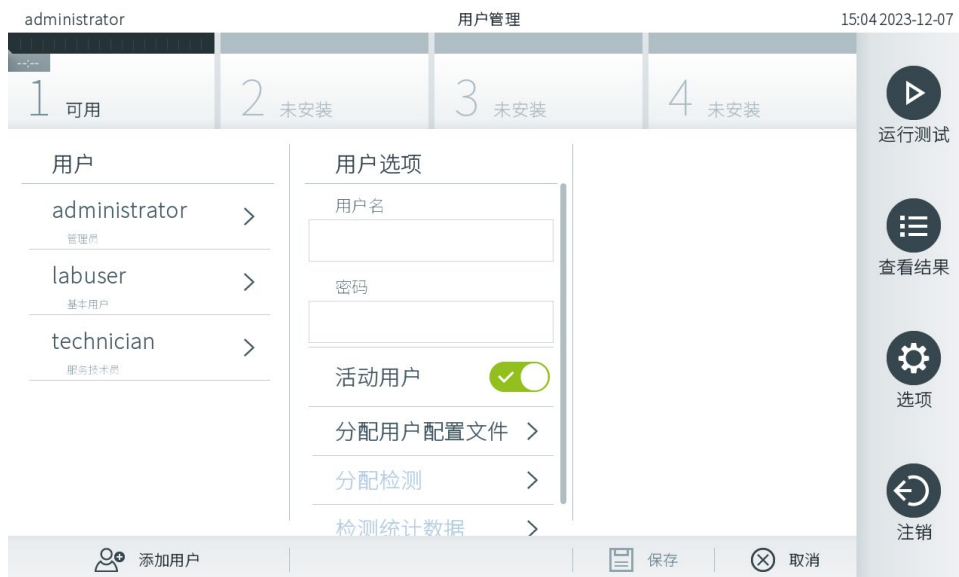 administrator
用户管理
15:04 2023-12-07
--:--
1 可用
2 未安装
3 未安装
4 未安装
用户
administrator
管理员
labuser
基本用户
technician
服务技术员
用户选项
用户名
密码
活动用户
分配用户配置文件
分配检测
检测统计数据
运行测试
查看结果
选项
注销
添加用户
保存
取消